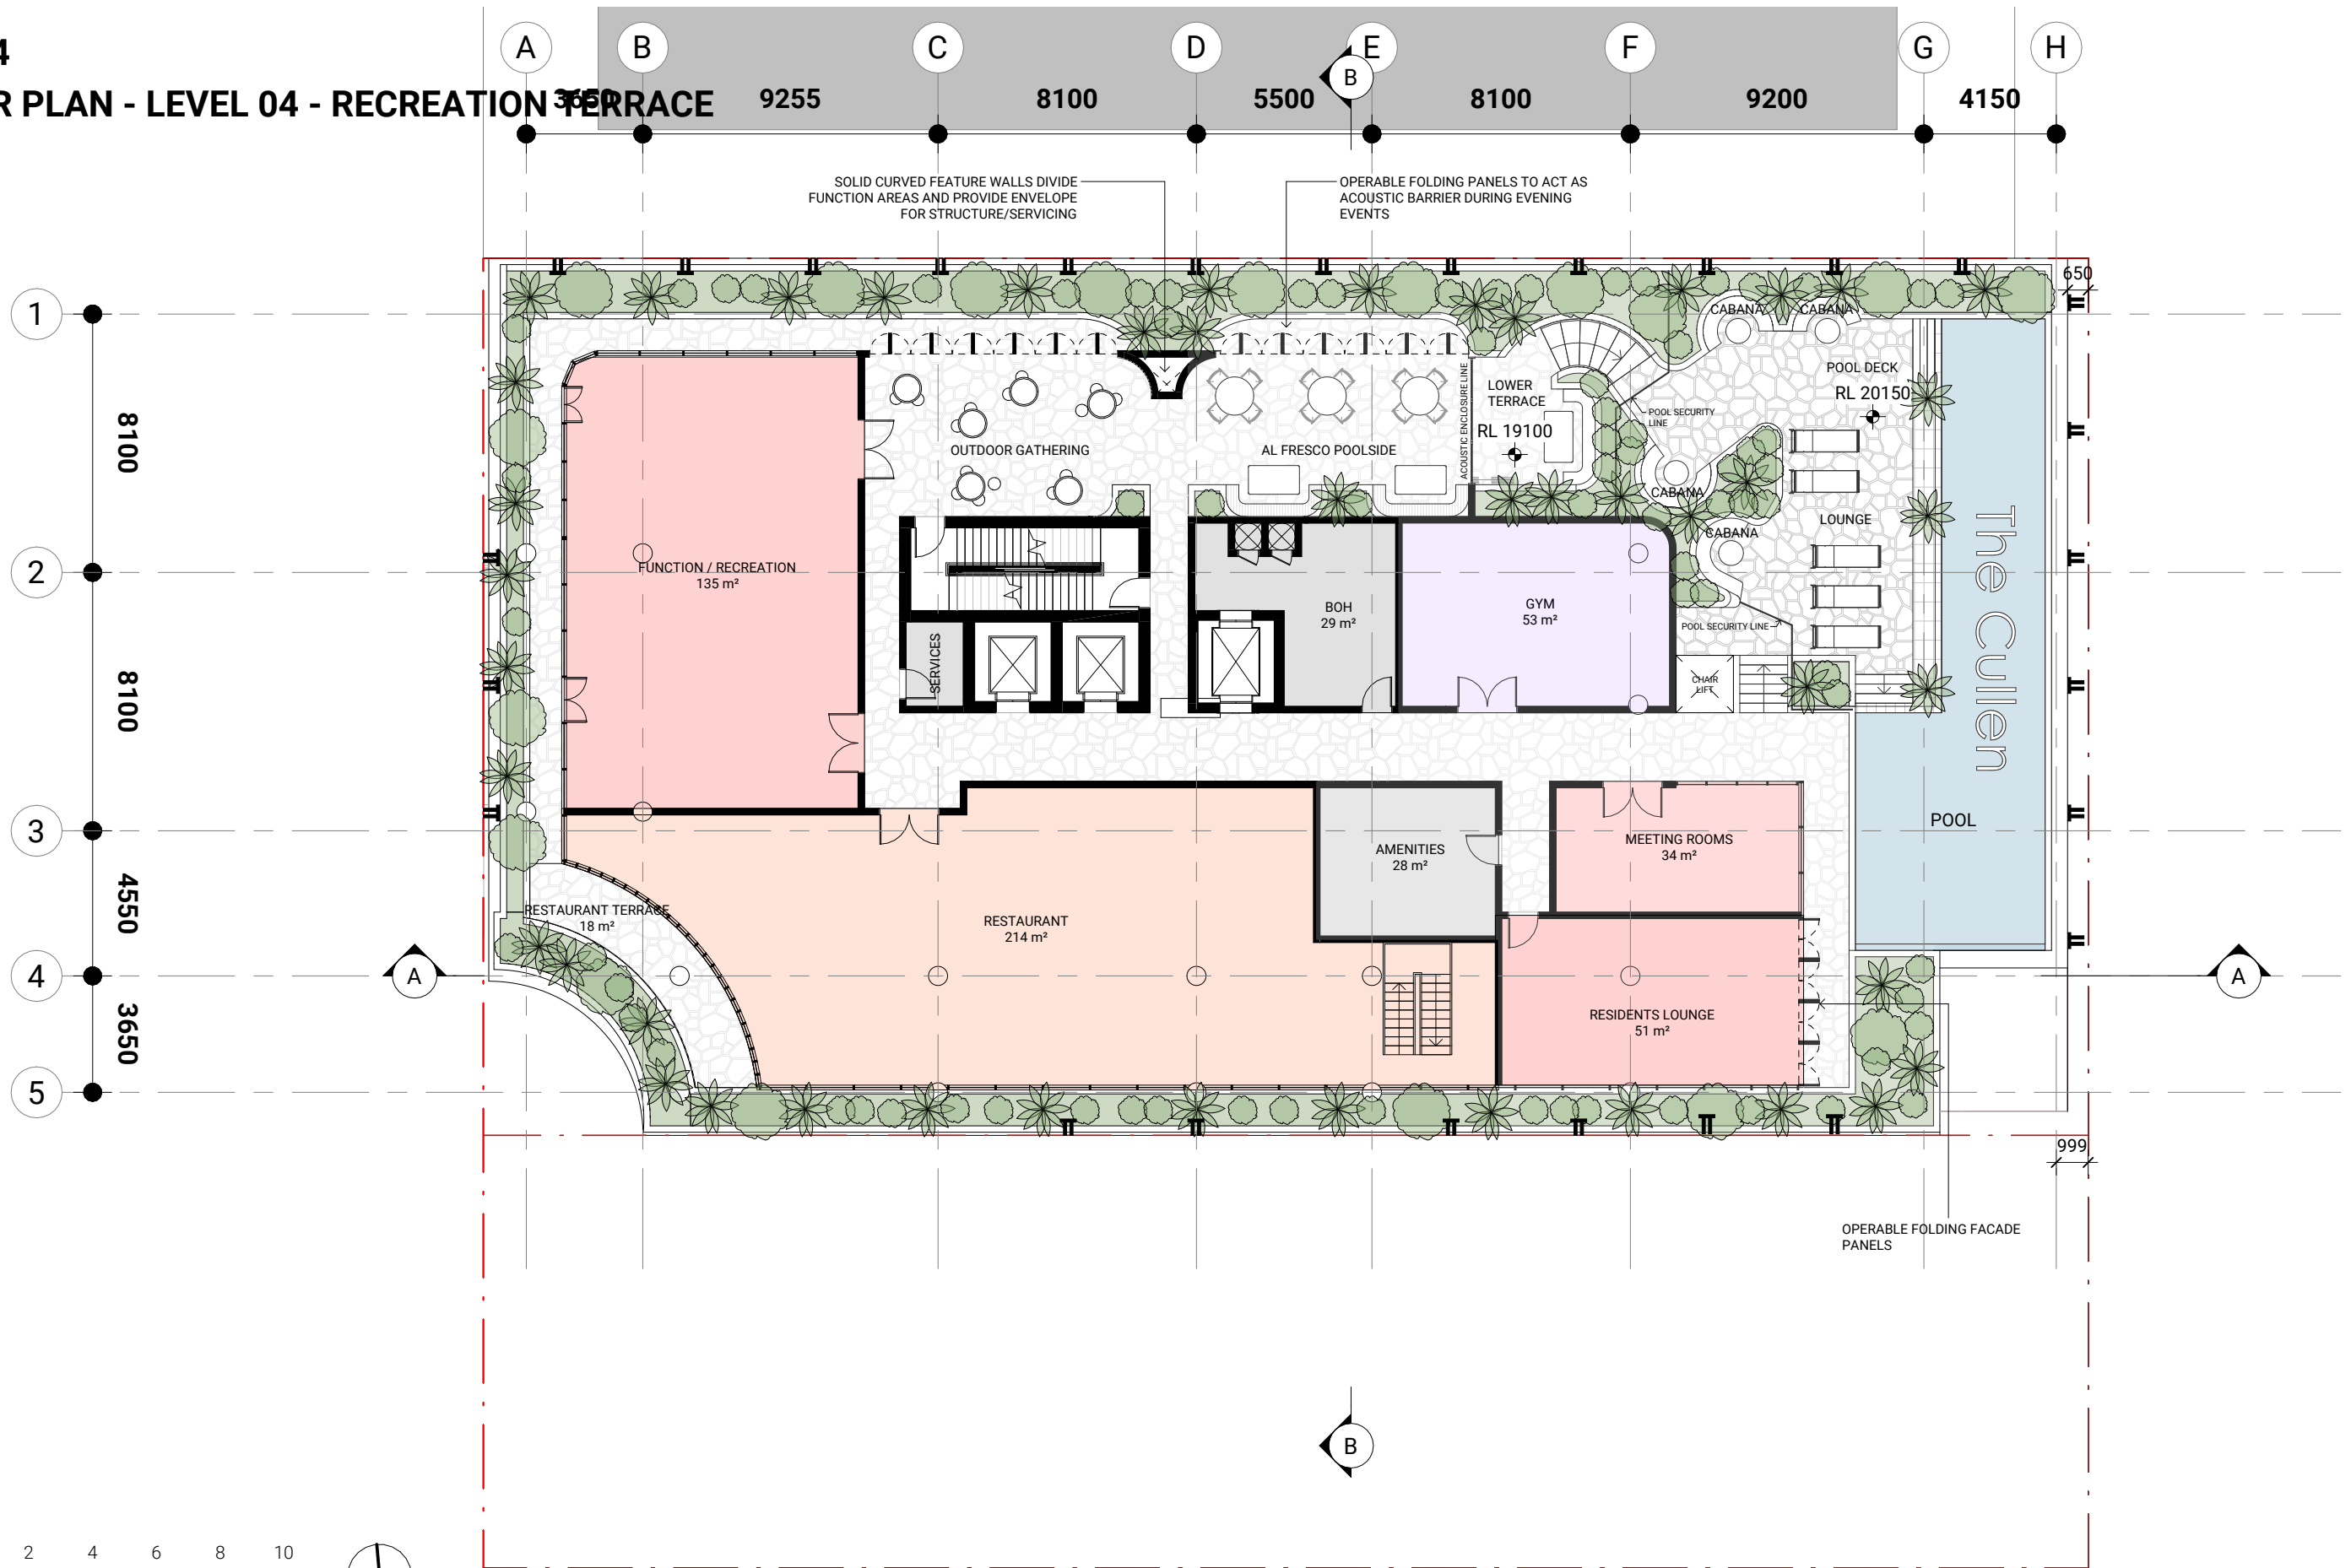 A B C D E F G H
4
R PLAN - LEVEL 04 - RECREATION TERRACE
3650 9255 8100 5500 8100 9200 4150
B
SOLID CURVED FEATURE WALLS DIVIDE
FUNCTION AREAS AND PROVIDE ENVELOPE
FOR STRUCTURE/SERVICING
OPERABLE FOLDING PANELS TO ACT AS
ACOUSTIC BARRIER DURING EVENING
EVENTS
650
1
CABANA
CABANA
POOL DECK
RL 20150
LOWER
TERRACE
RL 19100
POOL SECURITY
LINE
ACOUSTIC ENCLOSURE LINE
8100
OUTDOOR GATHERING
AL FRESCO POOLSIDE
CABANA
LOUNGE
CABANA
The Cullen
2
FUNCTION / RECREATION
135 m²
BOH
29 m²
GYM
53 m²
POOL SECURITY LINE
SERVICES
CHAIR
LIFT
8100
3
POOL
MEETING ROOMS
34 m²
AMENITIES
28 m²
4550
RESTAURANT TERRACE
18 m²
RESTAURANT
214 m²
4
A
A
3650
RESIDENTS LOUNGE
51 m²
5
999
OPERABLE FOLDING FACADE
PANELS
B
2 4 6 8 10